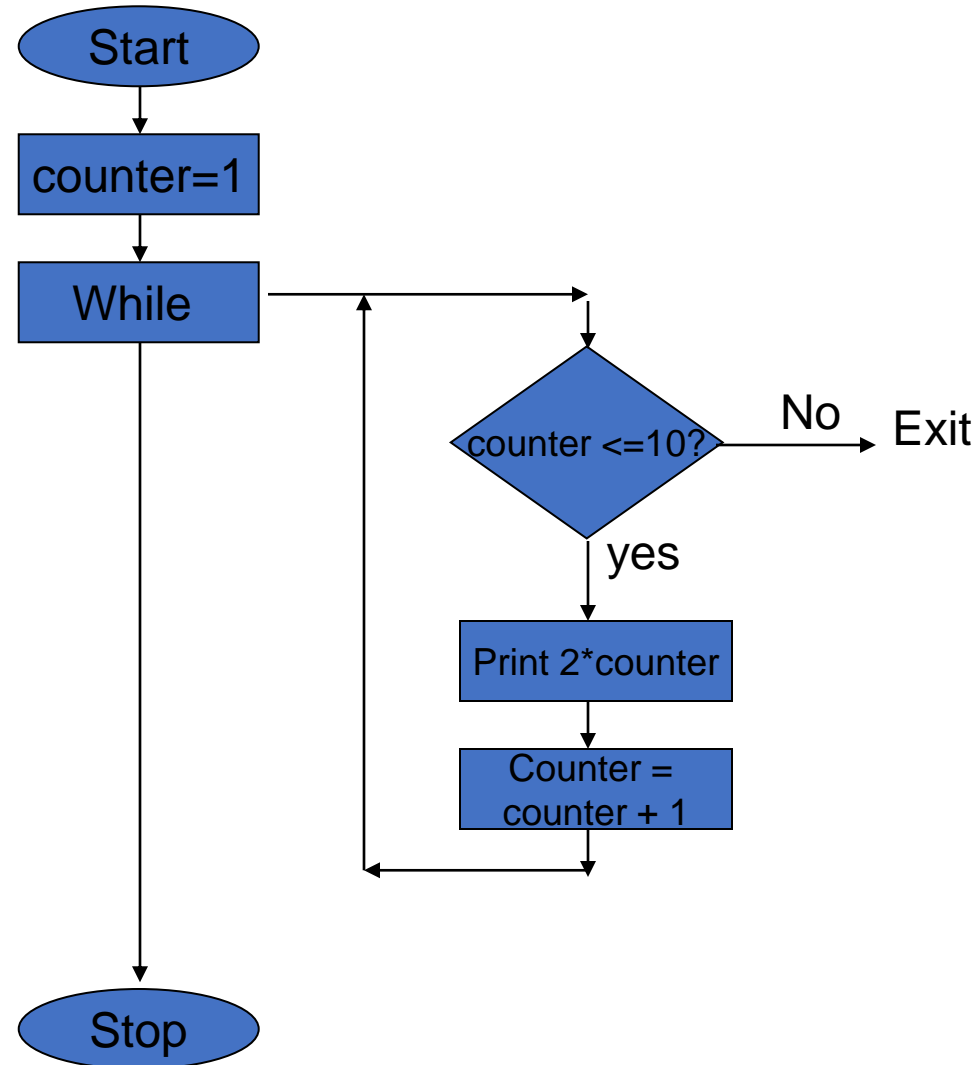 Start
counter=1
While
counter <=10?
No
Exit
yes
Print 2*counter
Counter =
counter + 1
Stop